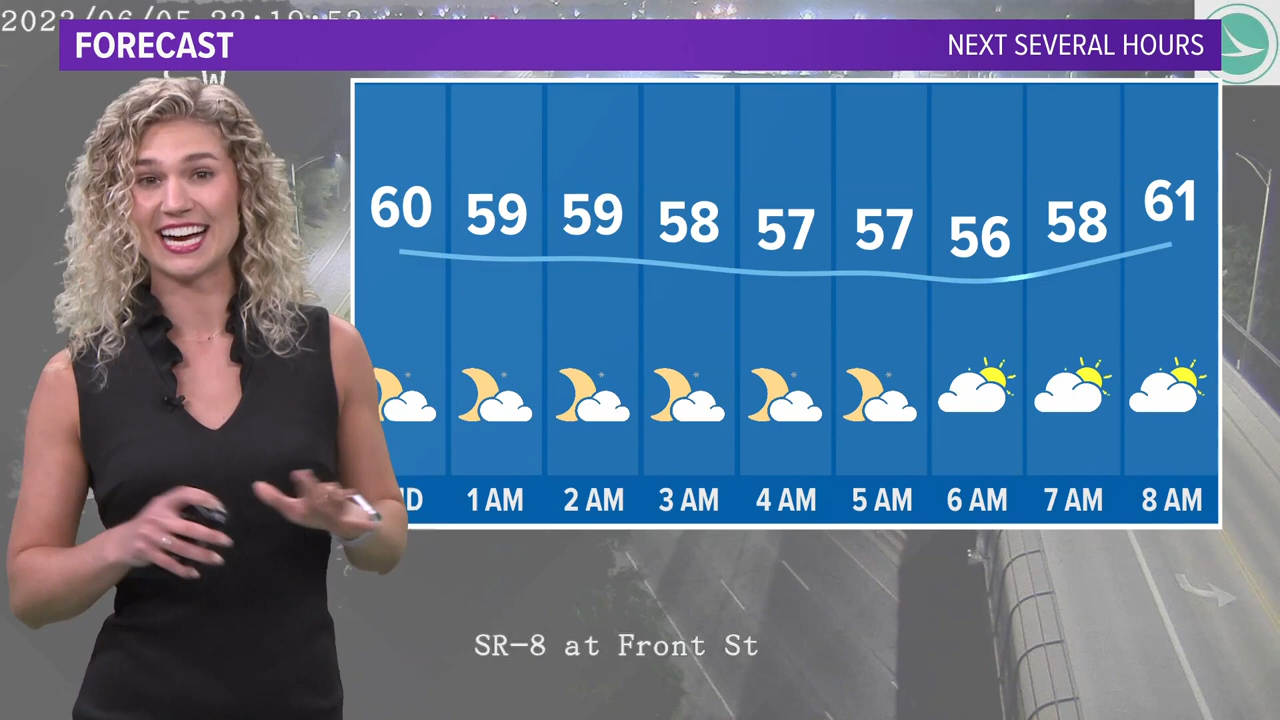 FORECAST
NEXT SEVERAL HOURS
W
60 59 59 58 57 57 56 58 61
1 AM 2 AM 3 AM 4 AM 5 AM 6 AM 7 AM 8 AM
SR-8 at Front St